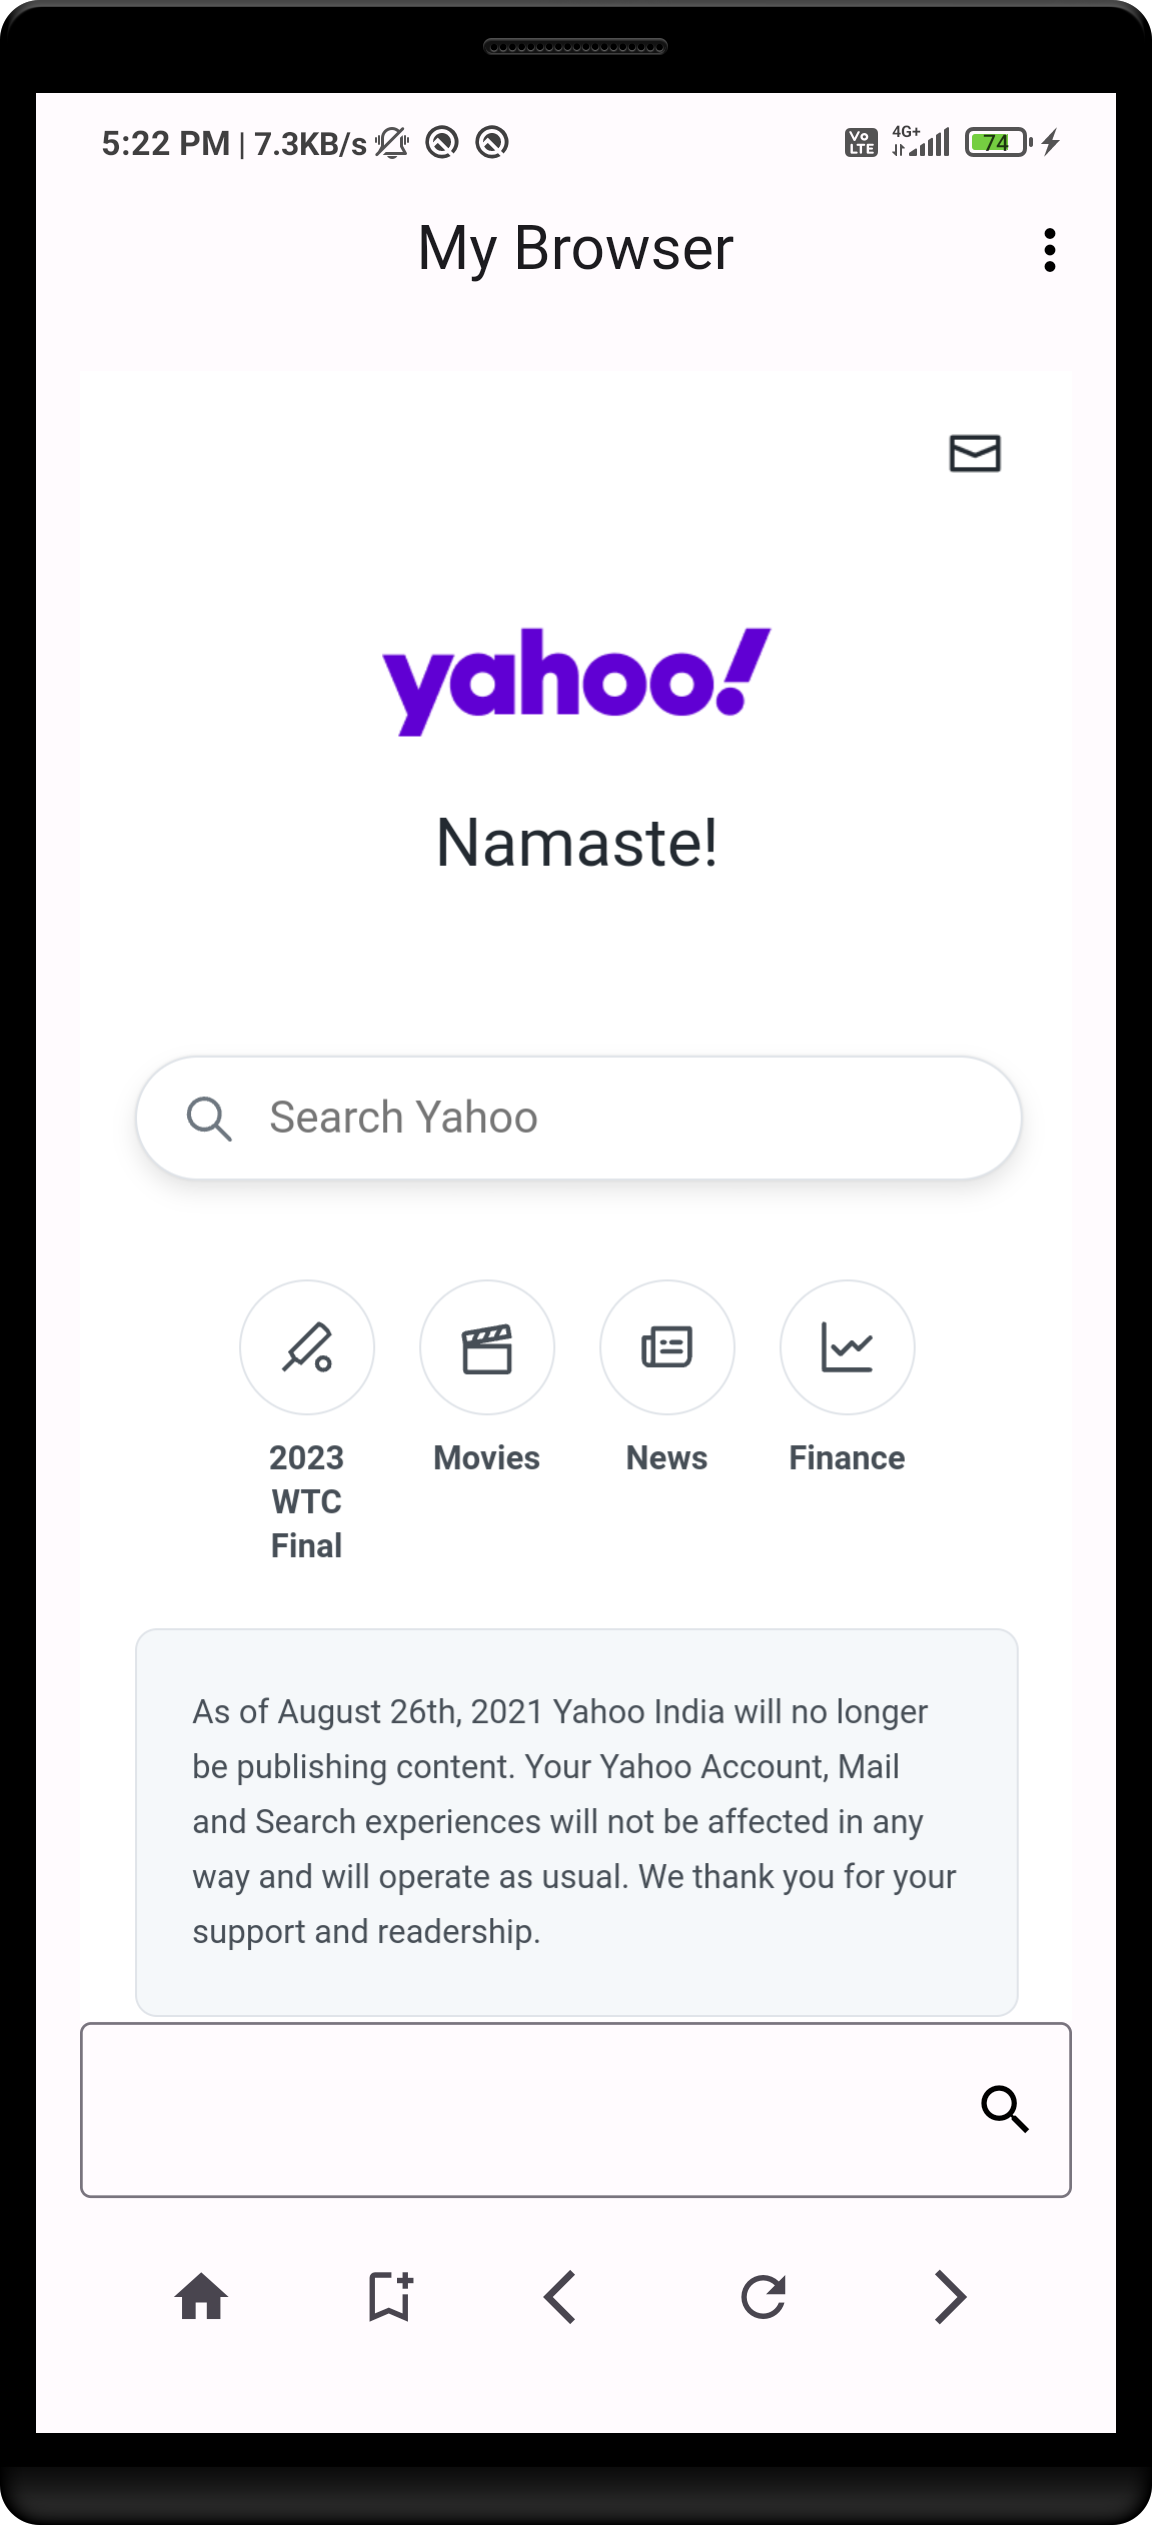 5:22 PM | 7.3KB/s
Vo LTE 4G+ 74
My Browser
yahoo!
Namaste!
Search Yahoo
2023 WTC Final
Movies
News
Finance
As of August 26th, 2021 Yahoo India will no longer
be publishing content. Your Yahoo Account, Mail
and Search experiences will not be affected in any
way and will operate as usual. We thank you for your
support and readership.